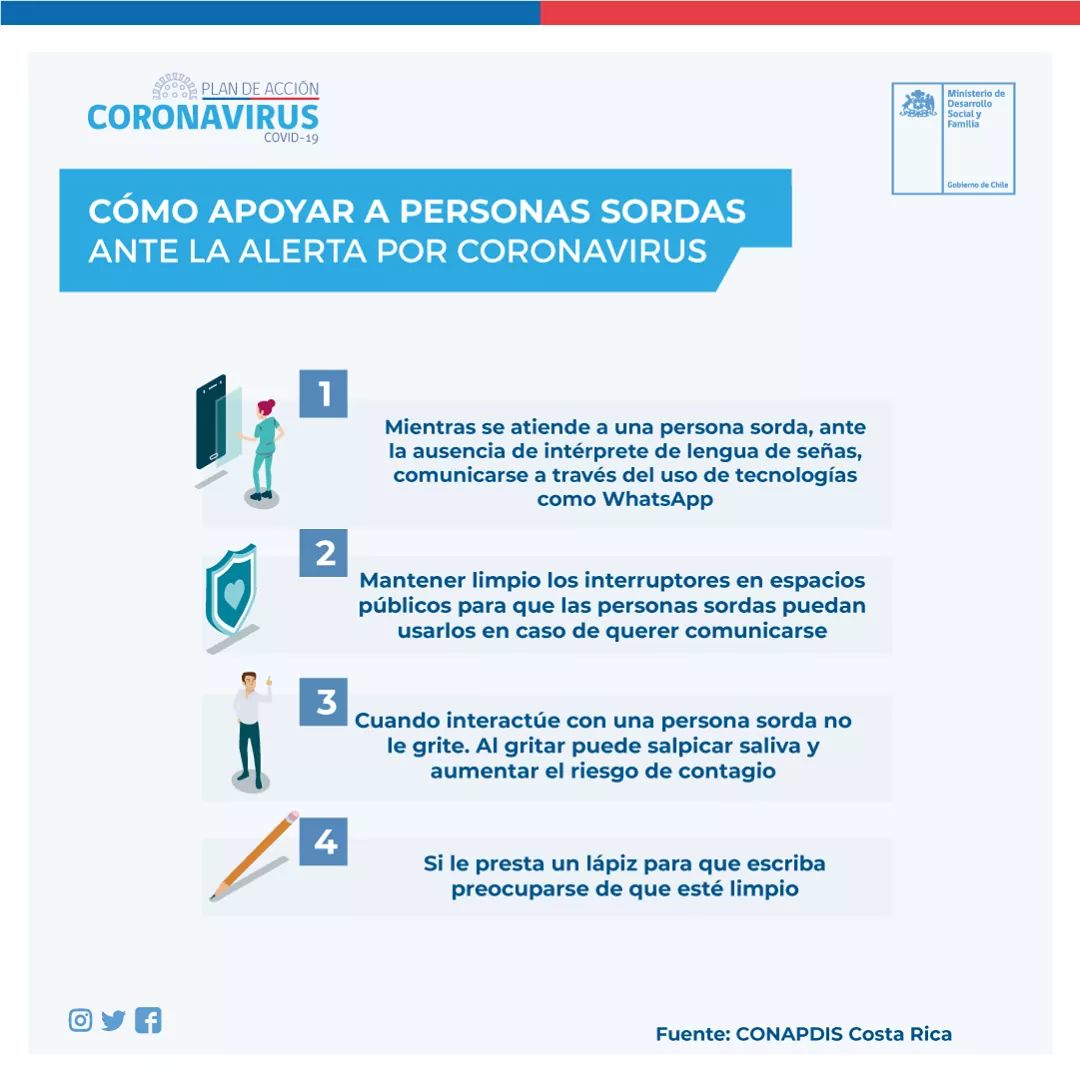 PLAN DE ACCIÓN
CORONAVIRUS
COVID-19
Ministerio de
Desarrollo
Social y
Familia
Gobierno de Chile
CÓMO APOYAR A PERSONAS SORDAS
ANTE LA ALERTA POR CORONAVIRUS
1
Mientras se atiende a una persona sorda, ante
la ausencia de intérprete de lengua de señas,
comunicarse a través del uso de tecnologías
como WhatsApp
2
Mantener limpio los interruptores en espacios
públicos para que las personas sordas puedan
usarlos en caso de querer comunicarse
3
Cuando interactúe con una persona sorda no
le grite. Al gritar puede salpicar saliva y
aumentar el riesgo de contagio
4
Si le presta un lápiz para que escriba
preocuparse de que esté limpio
Fuente: CONAPDIS Costa Rica